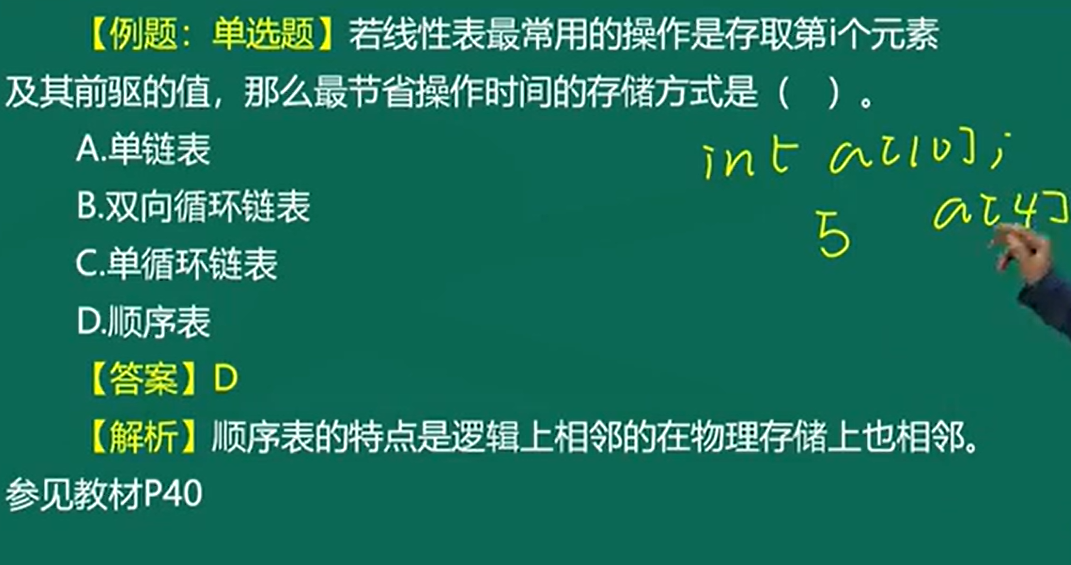 【例题：单选题】若线性表最常用的操作是存取第i个元素
及其前驱的值，那么最节省操作时间的存储方式是（ ）。
A.单链表
int a[10];
B.双向循环链表
5 a[4]
C.单循环链表
D.顺序表
【答案】D
【解析】顺序表的特点是逻辑上相邻的在物理存储上也相邻。
参见教材P40